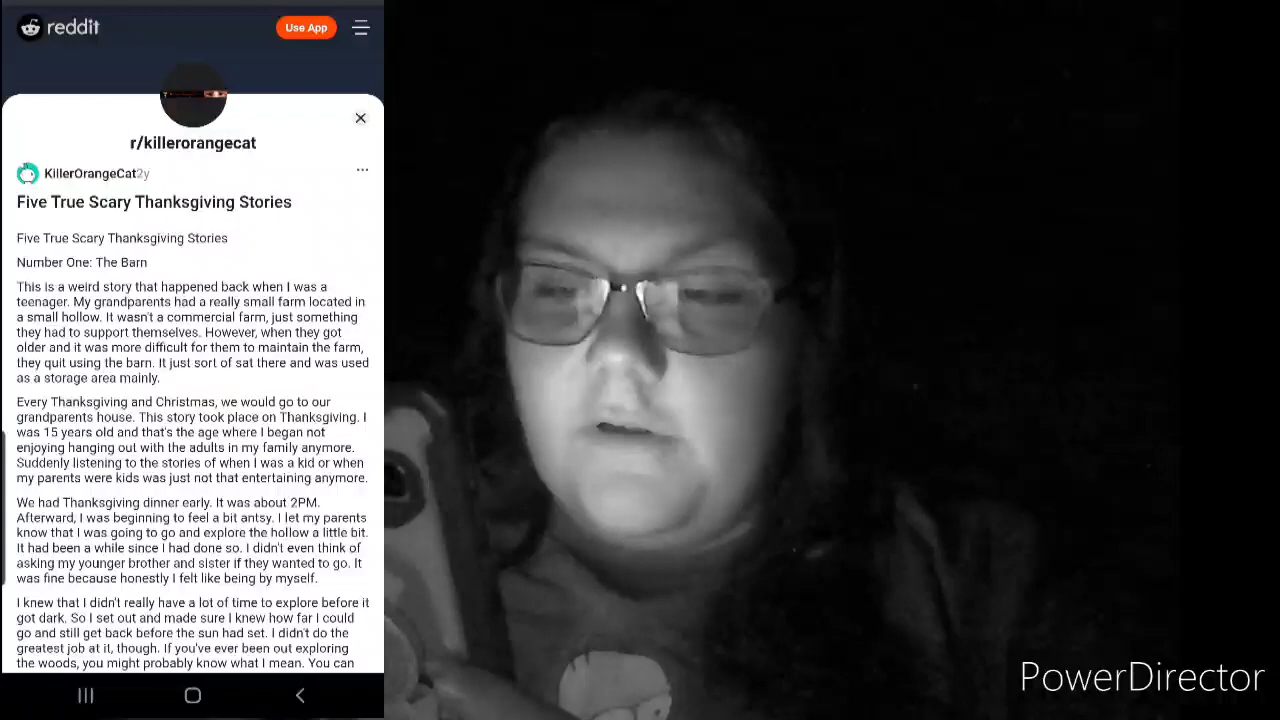 reddit
Use App
r/killerorangecat
KillerOrangeCat2y
Five True Scary Thanksgiving Stories
Five True Scary Thanksgiving Stories
Number One: The Barn
This is a weird story that happened back when I was a
teenager. My grandparents had a really small farm located in
a small hollow. It wasn't a commercial farm, just something
they had to support themselves. However, when they got
older and it was more difficult for them to maintain the farm,
they quit using the barn. It just sort of sat there and was used
as a storage area mainly.
Every Thanksgiving and Christmas, we would go to our
grandparents house. This story took place on Thanksgiving. I
was 15 years old and that's the age where I began not
enjoying hanging out with the adults in my family anymore.
Suddenly listening to the stories of when I was a kid or when
my parents were kids was just not that entertaining anymore.
We had Thanksgiving dinner early. It was about 2PM.
Afterward, I was beginning to feel a bit antsy. I let my parents
know that I was going to go and explore the hollow a little bit.
It had been a while since I had done so. I didn't even think of
asking my younger brother and sister if they wanted to go. It
was fine because honestly I felt like being by myself.
I knew that I didn't really have a lot of time to explore before it
got dark. So I set out and made sure I knew how far I could
go and still get back before the sun had set. I didn't do the
greatest job at it, though. If you've ever been out exploring
the woods, you might probably know what I mean. You can
PowerDirector